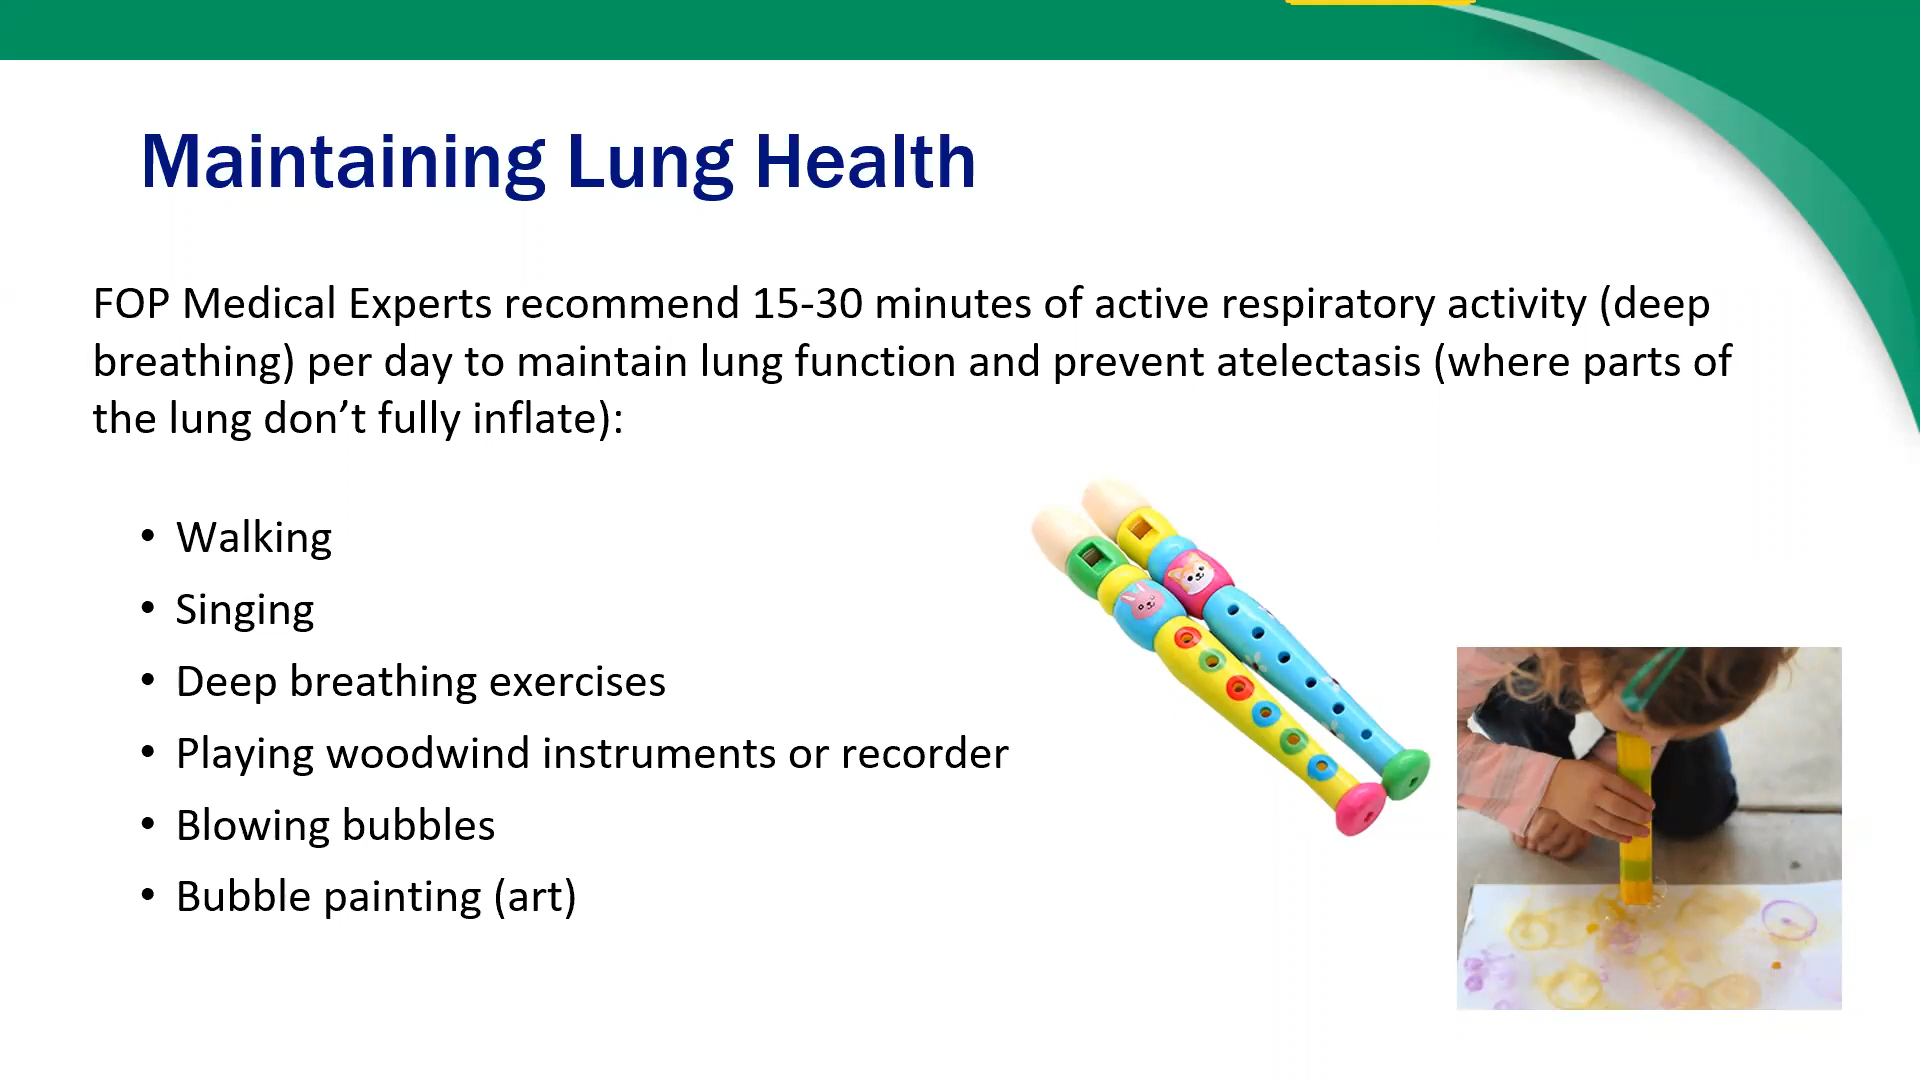 Maintaining Lung Health
FOP Medical Experts recommend 15-30 minutes of active respiratory activity (deep
breathing) per day to maintain lung function and prevent atelectasis (where parts of
the lung don’t fully inflate):
• Walking
• Singing
• Deep breathing exercises
• Playing woodwind instruments or recorder
• Blowing bubbles
• Bubble painting (art)